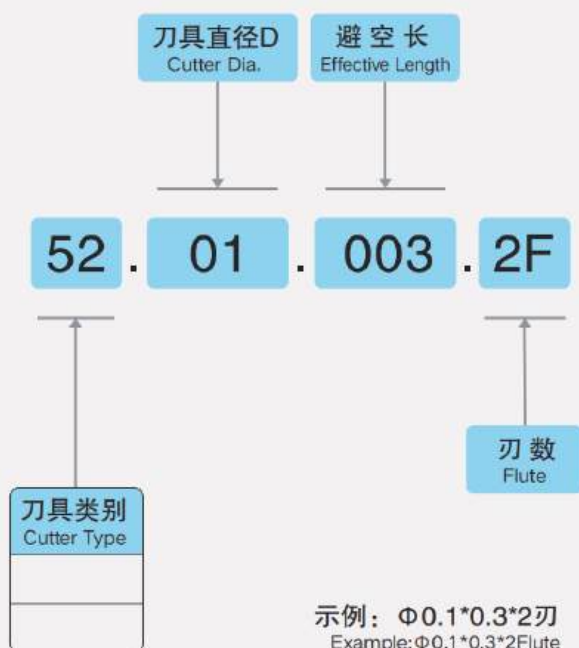 刀具直径D
Cutter Dia.
避空长
Effective Length
52.01.003.2F
刃数
Flute
刀具类别
Cutter Type
示例：Φ0.1*0.3*2刃
Example:Φ0.1*0.3*2Flute